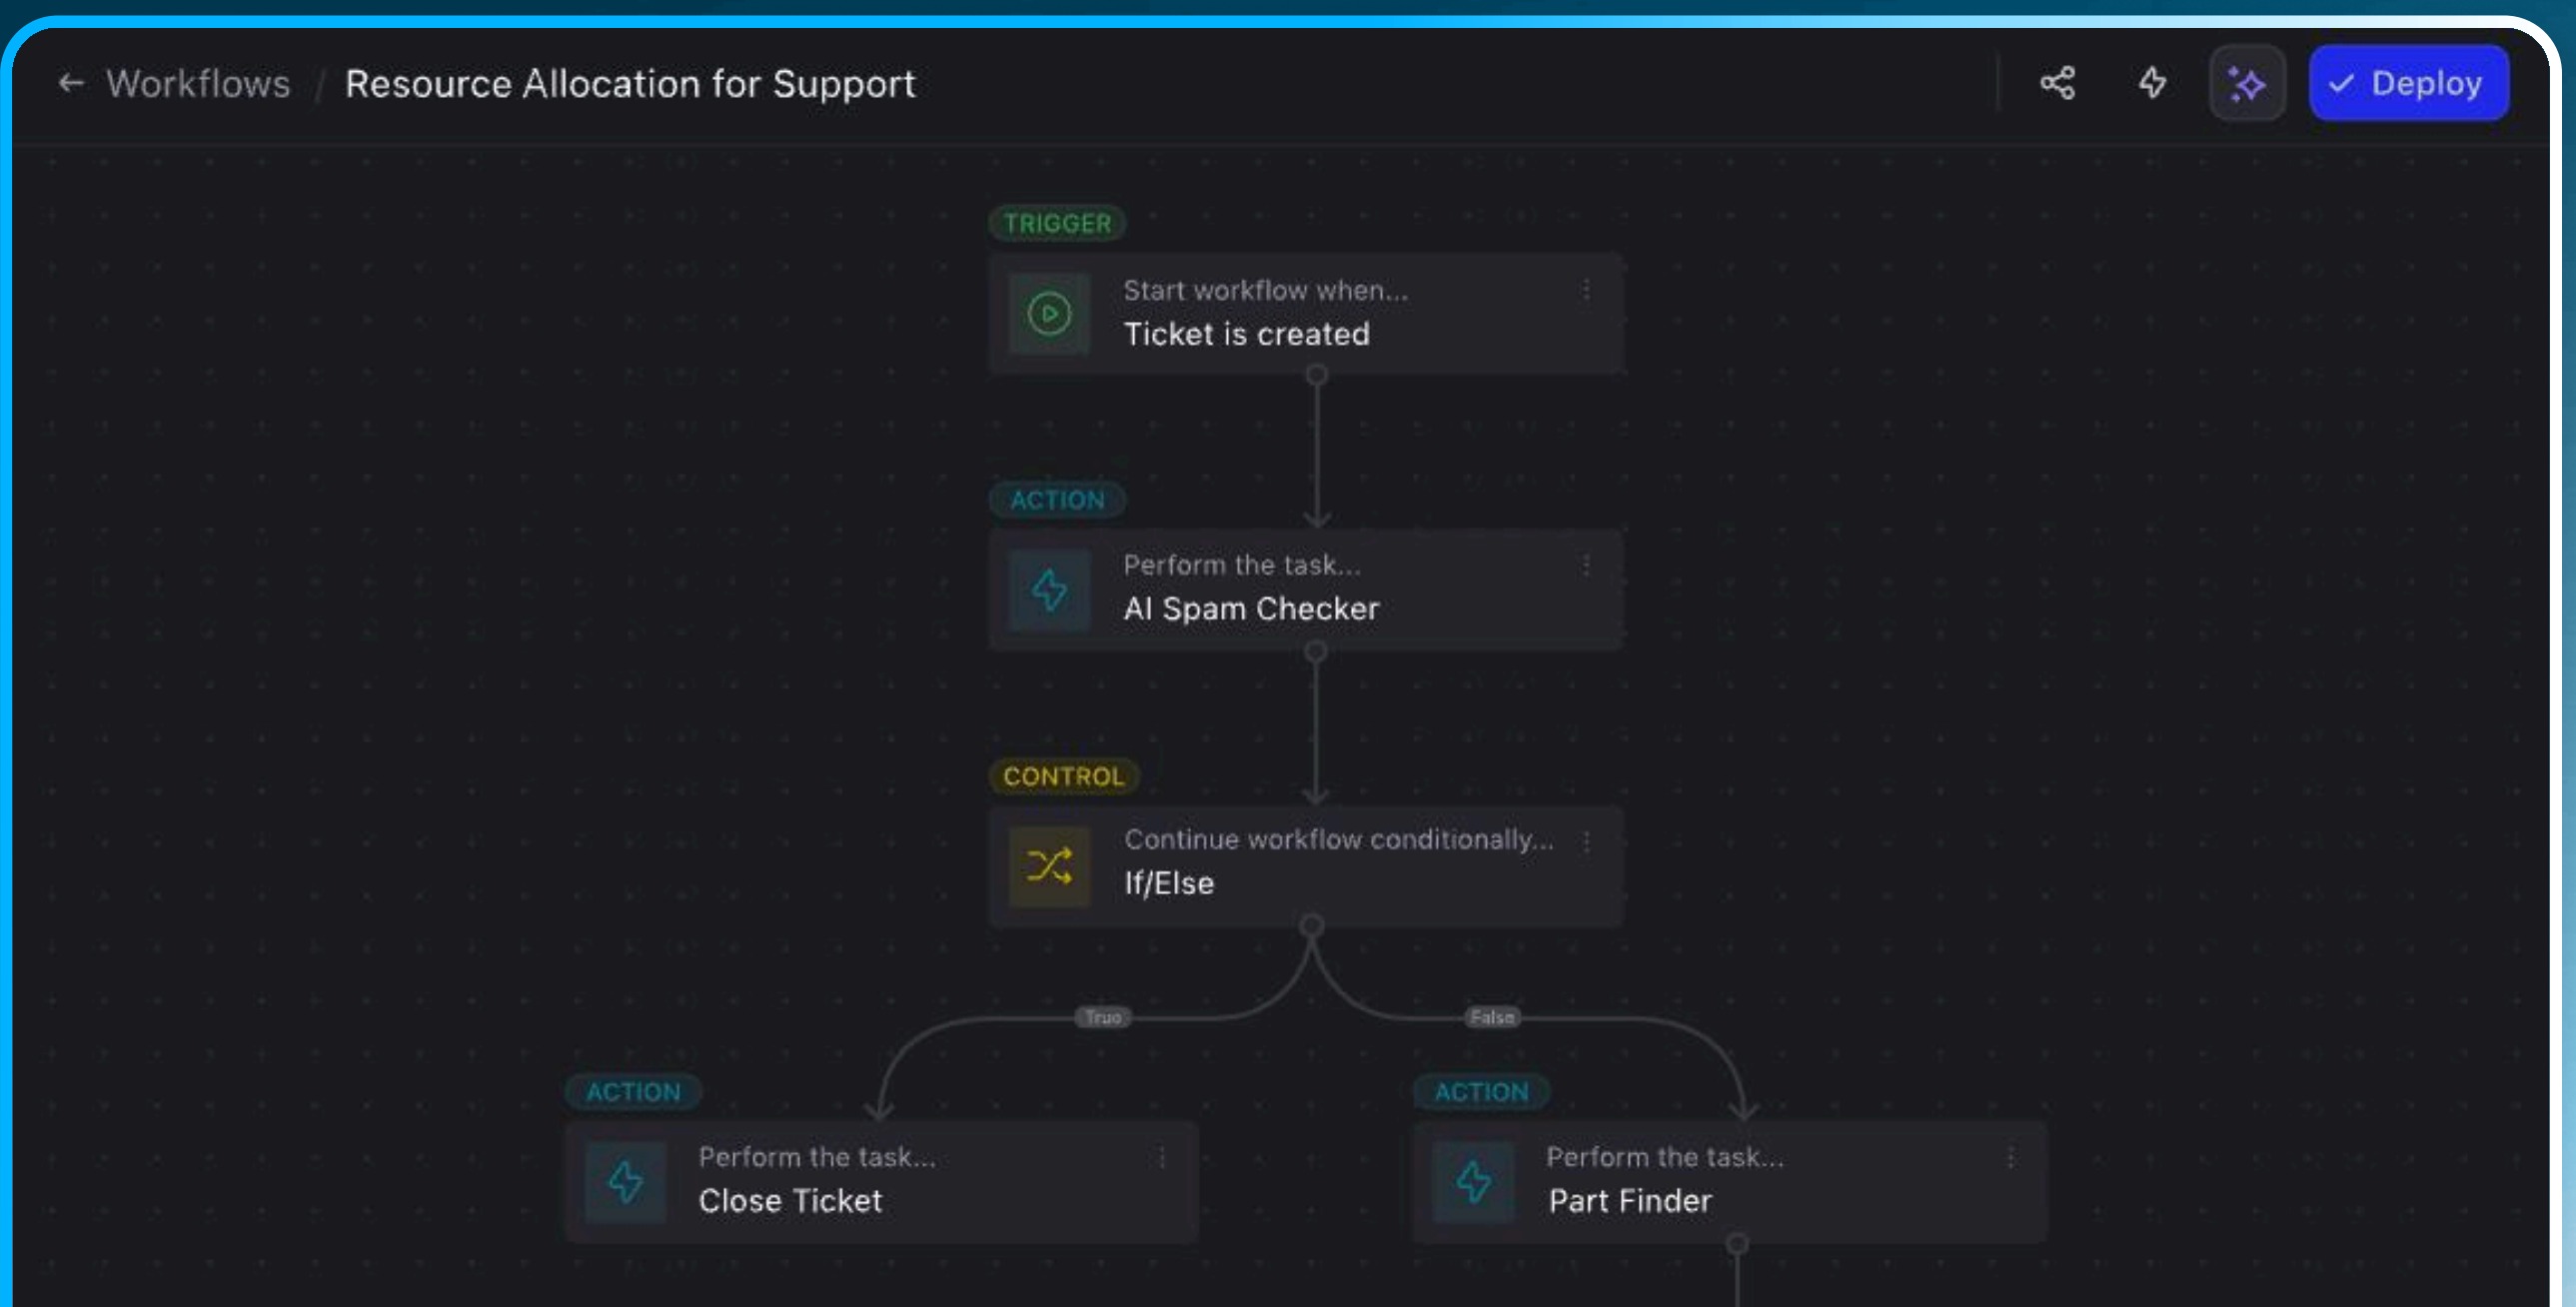 Workflows / Resource Allocation for Support
Deploy
TRIGGER
Start workflow when...
Ticket is created
ACTION
Perform the task...
AI Spam Checker
CONTROL
Continue workflow conditionally...
If/Else
True
False
ACTION
Perform the task...
Close Ticket
ACTION
Perform the task...
Part Finder